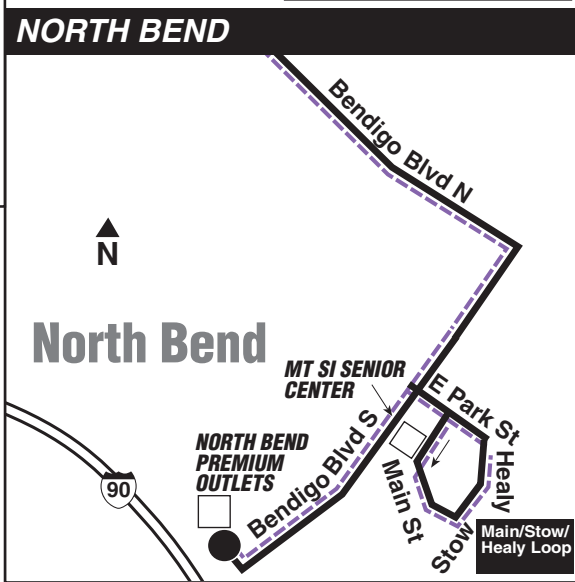 NORTH BEND
Bendigo Blvd N
N
North Bend
MT SI SENIOR
CENTER
E Park St
NORTH BEND
PREMIUM
OUTLETS
Bendigo Blvd S
Main St
Healy
Stow
90
Main/Stow/
Healy Loop